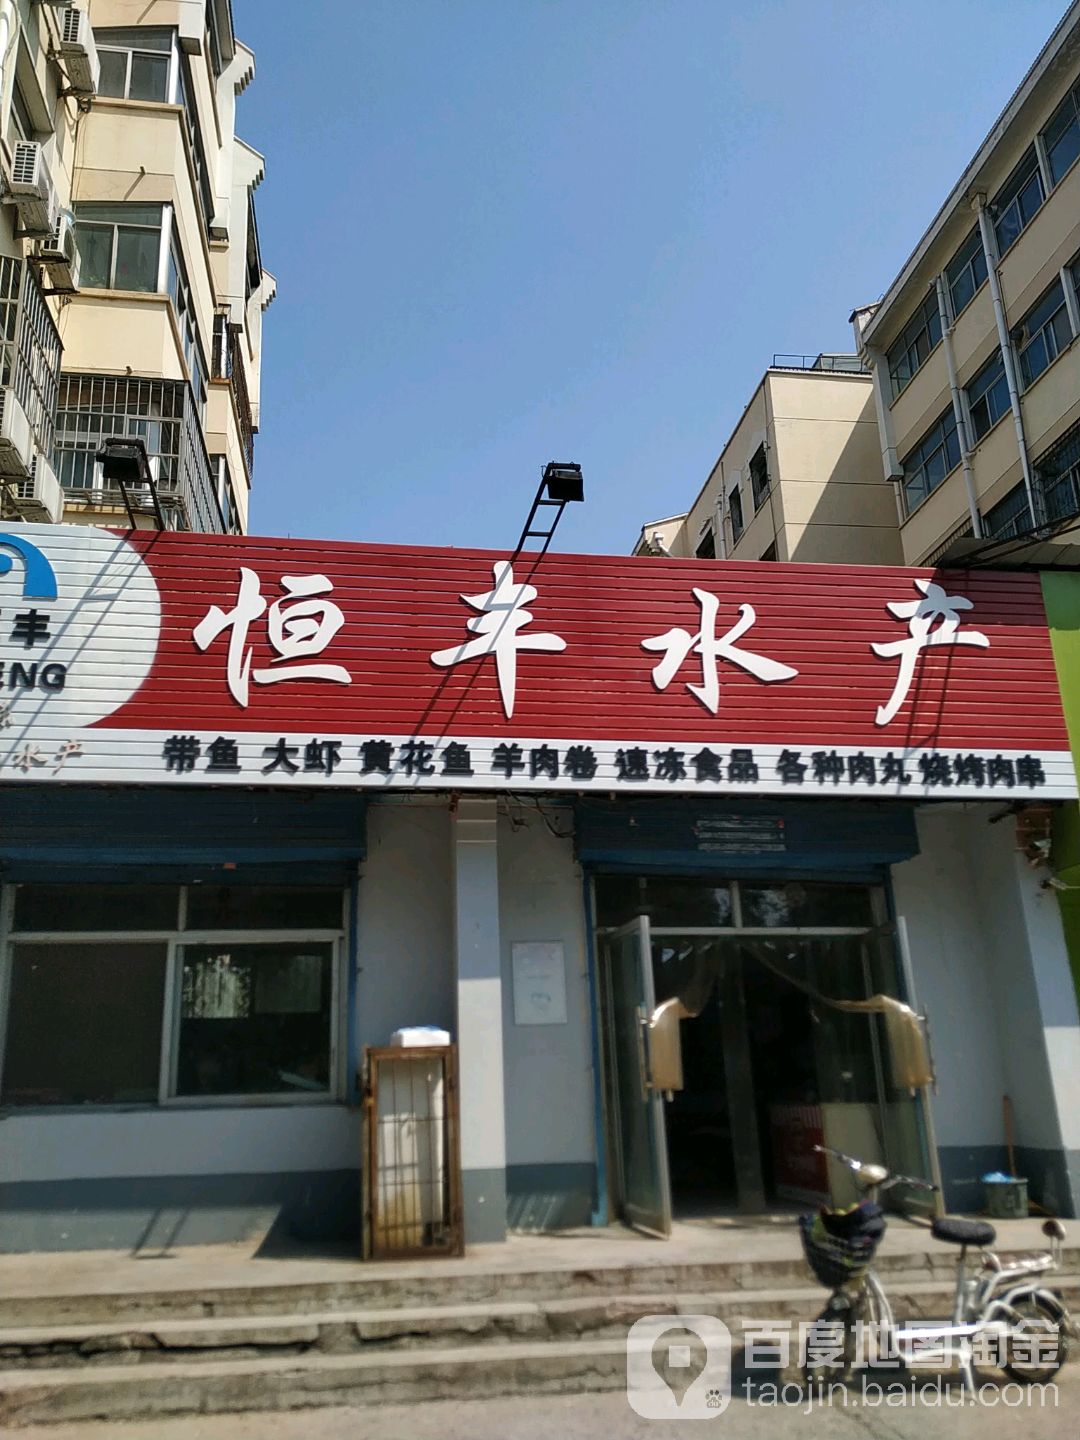 恒丰水产
丰
ENG
水产
带鱼 大虾 黄花鱼 羊肉卷 速冻食品 各种肉丸 烧烤肉串
百度地图淘金
taojin.baidu.com